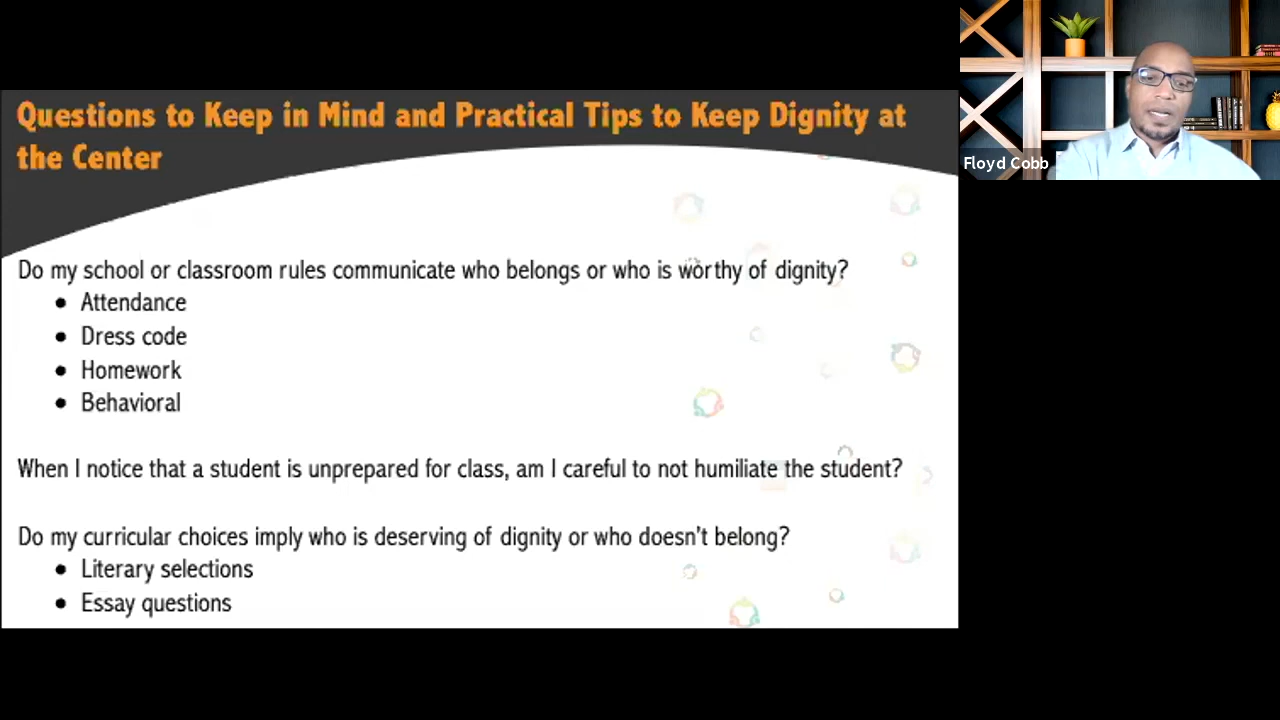 Questions to Keep in Mind and Practical Tips to Keep Dignity at
the Center
Floyd Cobb
Do my school or classroom rules communicate who belongs or who is worthy of dignity?
• Attendance
• Dress code
• Homework
• Behavioral
When I notice that a student is unprepared for class, am I careful to not humiliate the student?
Do my curricular choices imply who is deserving of dignity or who doesn't belong?
• Literary selections
• Essay questions